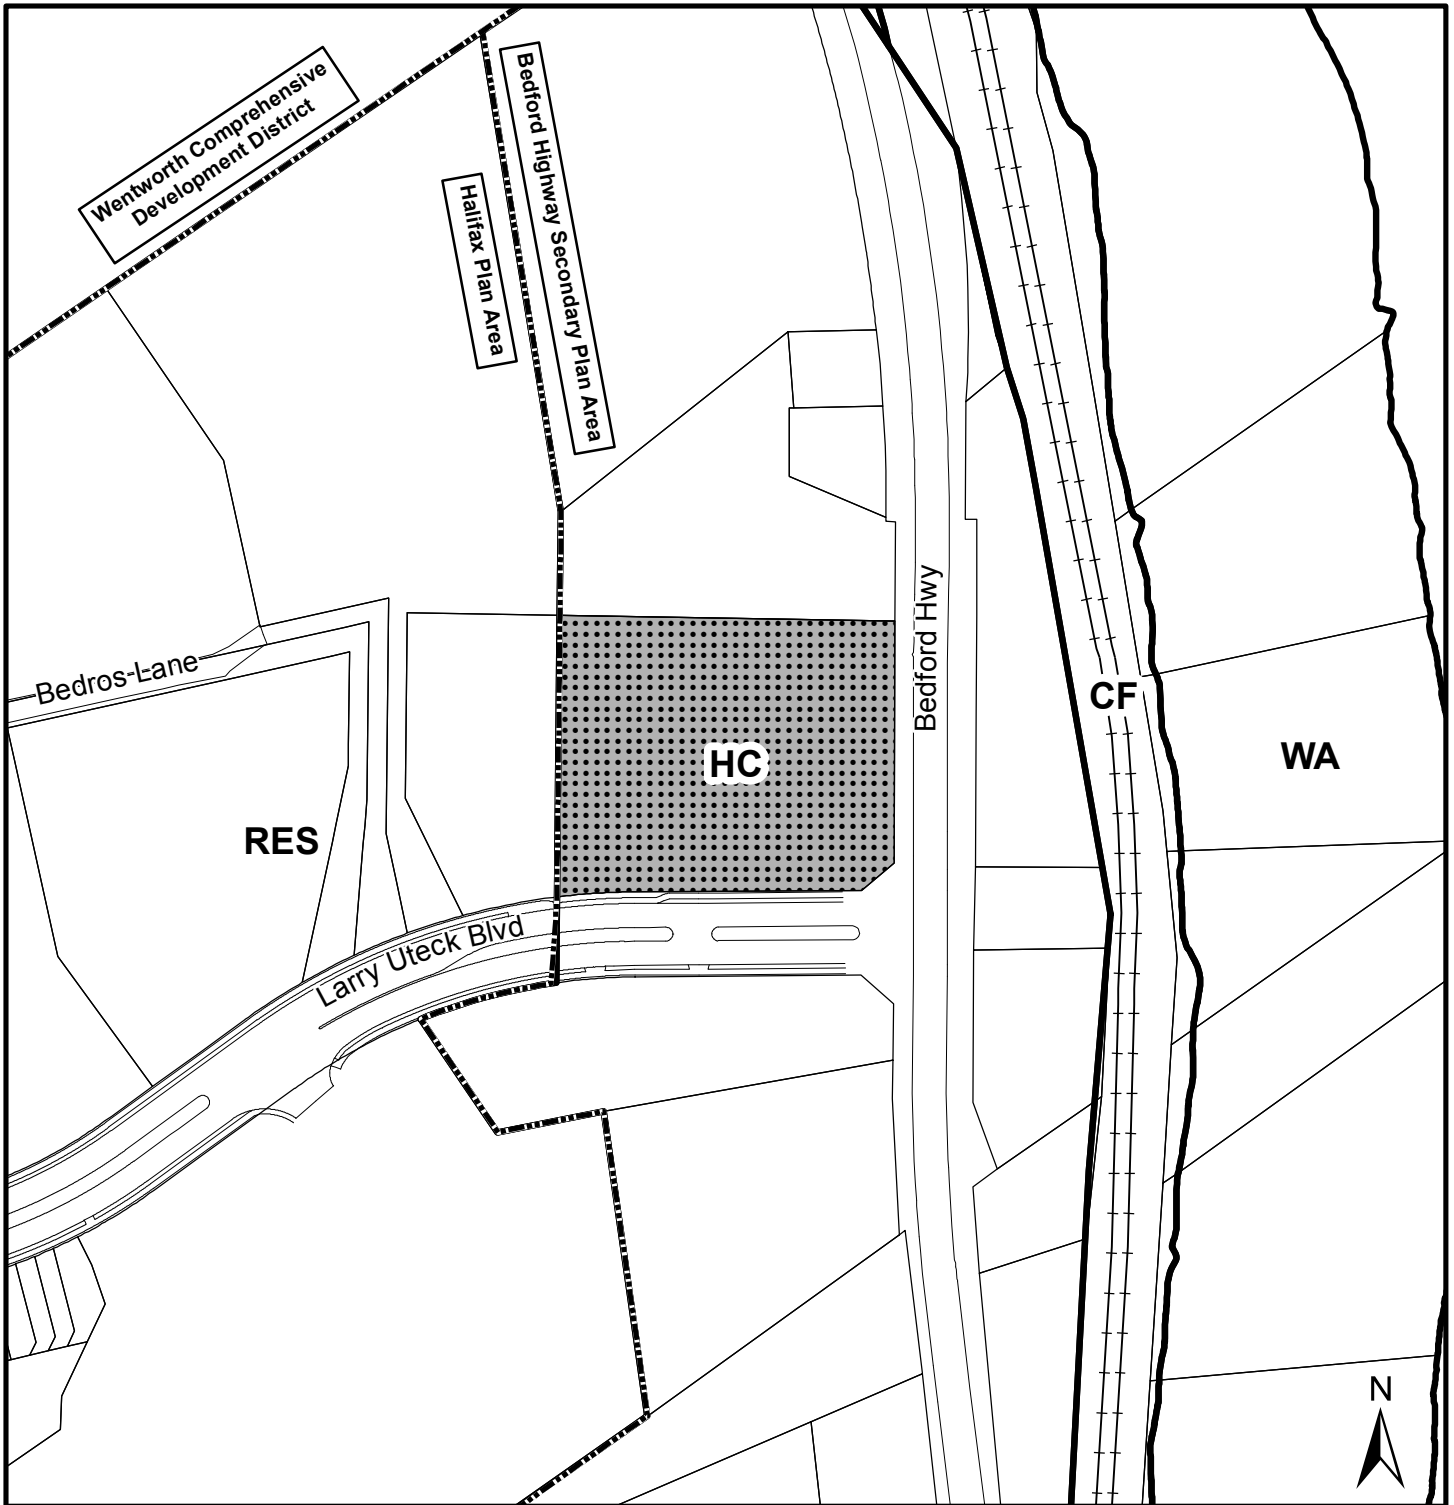 Wentworth Comprehensive
Development District
Bedford Highway Secondary Plan Area
Halifax Plan Area
Bedford Hwy
Bedros Lane
CF
HC
WA
RES
Larry Uteck Blvd
N